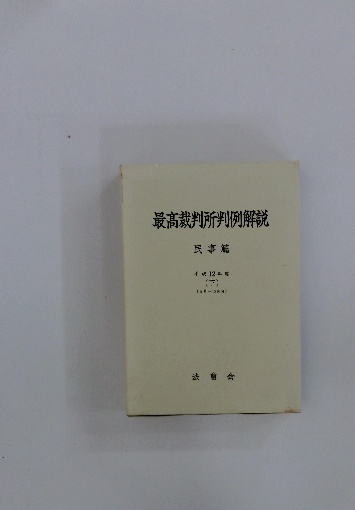 最高裁判所判例解説
民事篇
平成12年度
(下)
法曹会